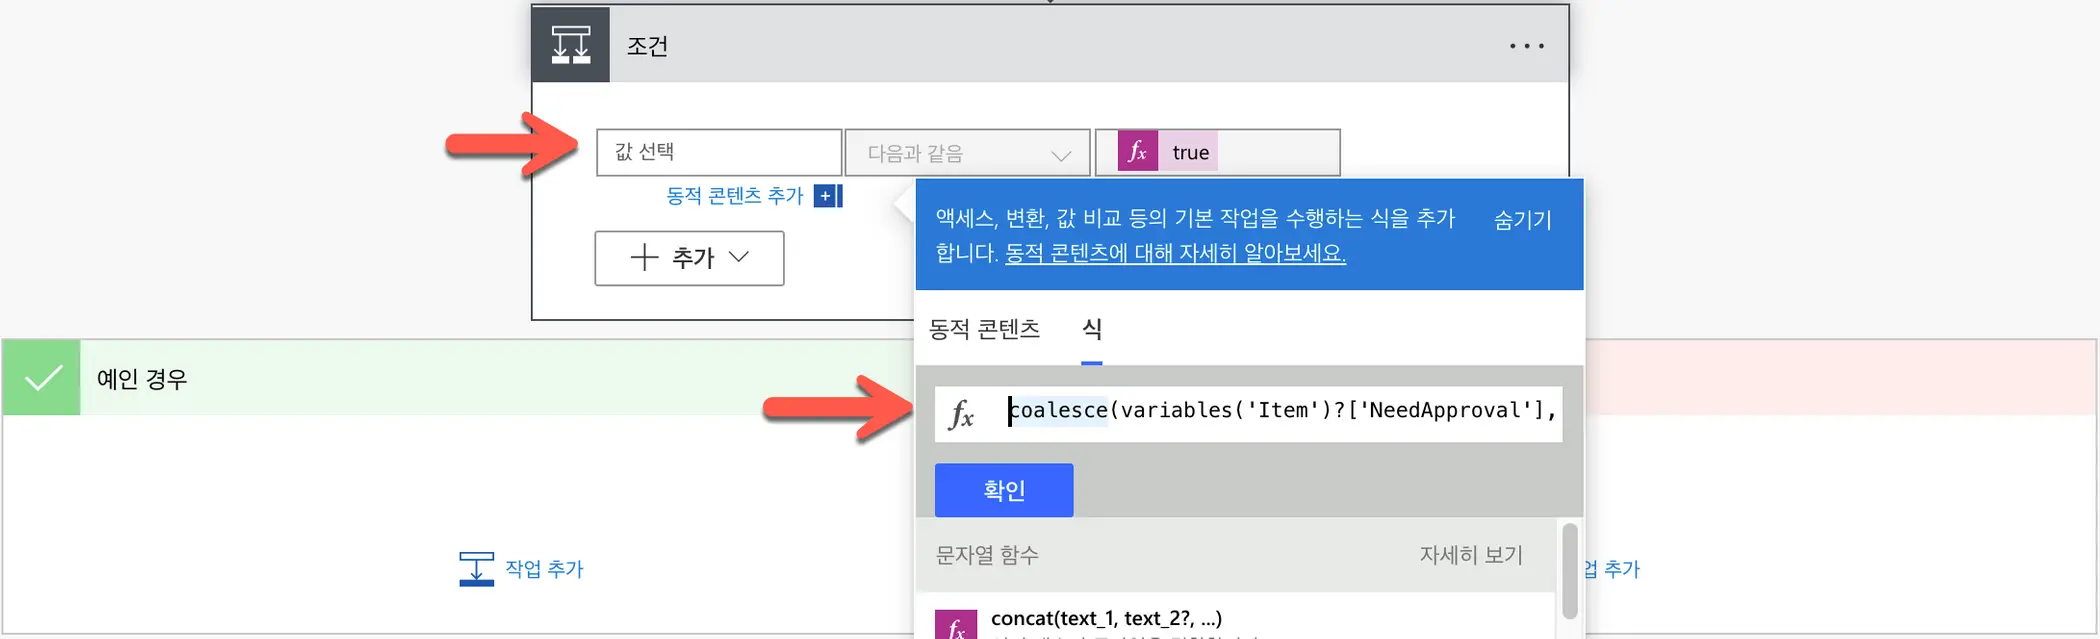 조건
...
값 선택
다음과 같음
fx true
동적 콘텐츠 추가
추가
액세스, 변환, 값 비교 등의 기본 작업을 수행하는 식을 추가
합니다. 동적 콘텐츠에 대해 자세히 알아보세요.
숨기기
동적 콘텐츠
식
예인 경우
fx coalesce(variables('Item')?['NeedApproval'],
확인
문자열 함수
자세히 보기
작업 추가
업 추가
fx concat(text_1, text_2?, ...)